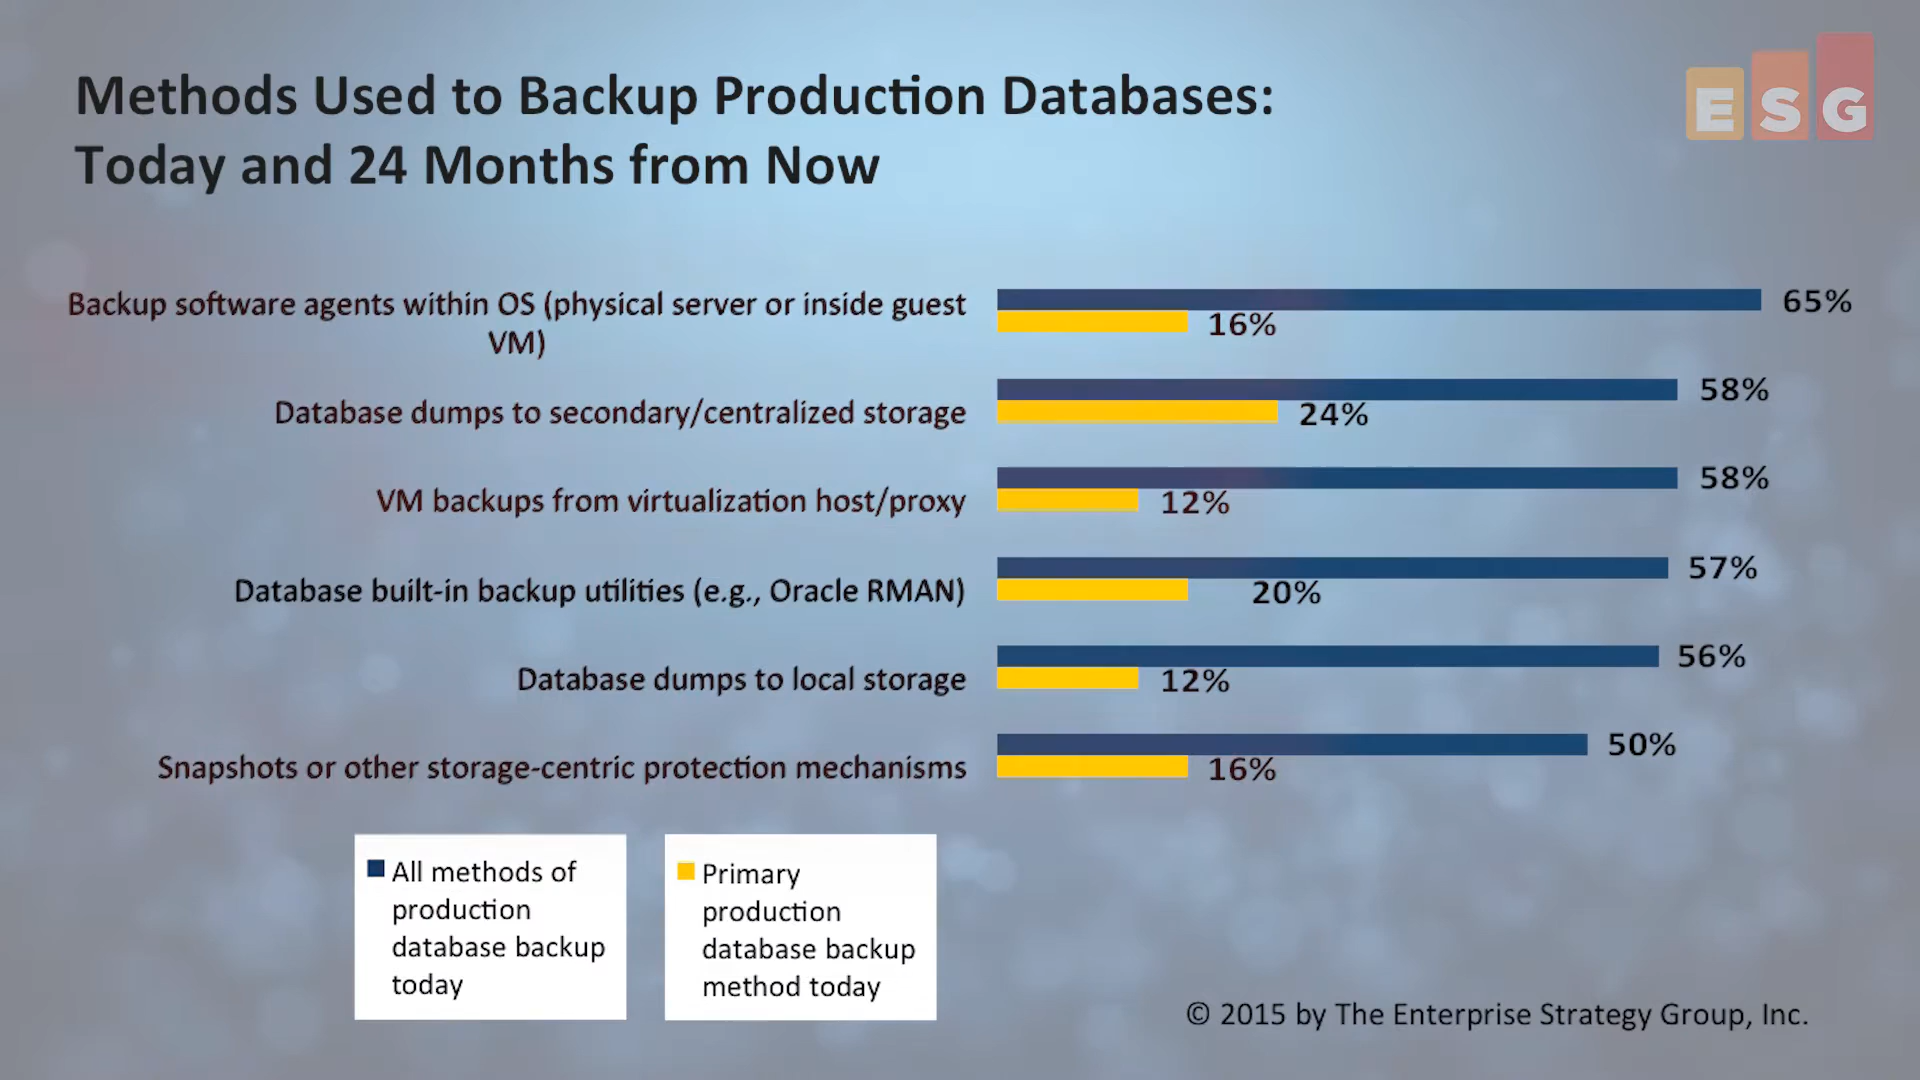 Methods Used to Backup Production Databases:
Today and 24 Months from Now
ESG
Backup software agents within OS (physical server or inside guest
VM)
65%
16%
Database dumps to secondary/centralized storage
58%
24%
VM backups from virtualization host/proxy
58%
12%
Database built-in backup utilities (e.g., Oracle RMAN)
57%
20%
Database dumps to local storage
56%
12%
Snapshots or other storage-centric protection mechanisms
50%
16%
All methods of
production
database backup
today
Primary
production
database backup
method today
© 2015 by The Enterprise Strategy Group, Inc.